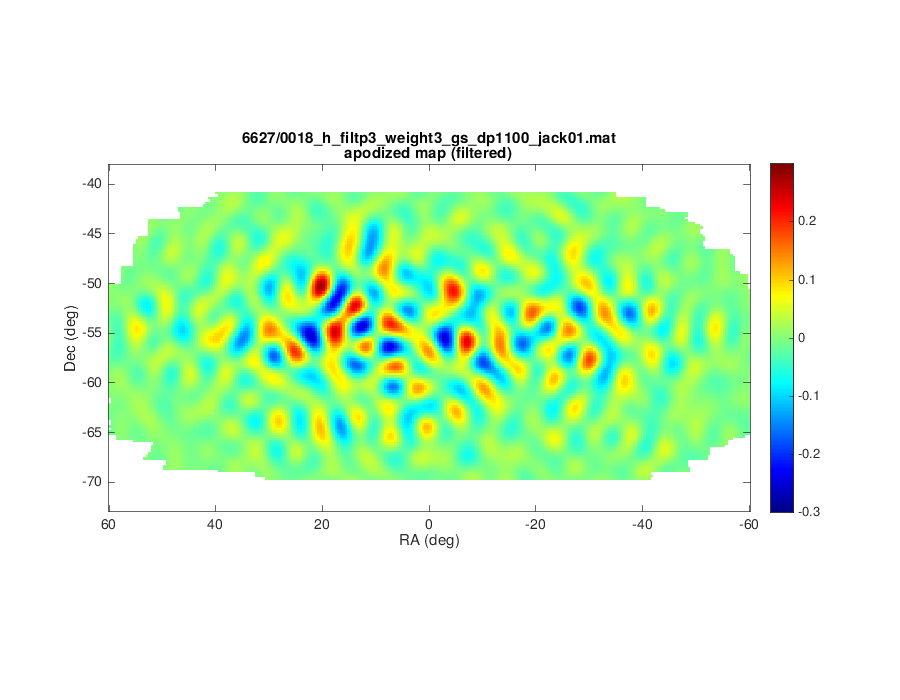 6627/0018_h_filtp3_weight3_gs_dp1100_jack01.mat
apodized map (filtered)
-40
-45
-50
-55
-60
-65
-70
Dec (deg)
60 40 20 0 -20 -40 -60
RA (deg)
0.2
0.1
0
-0.1
-0.2
-0.3